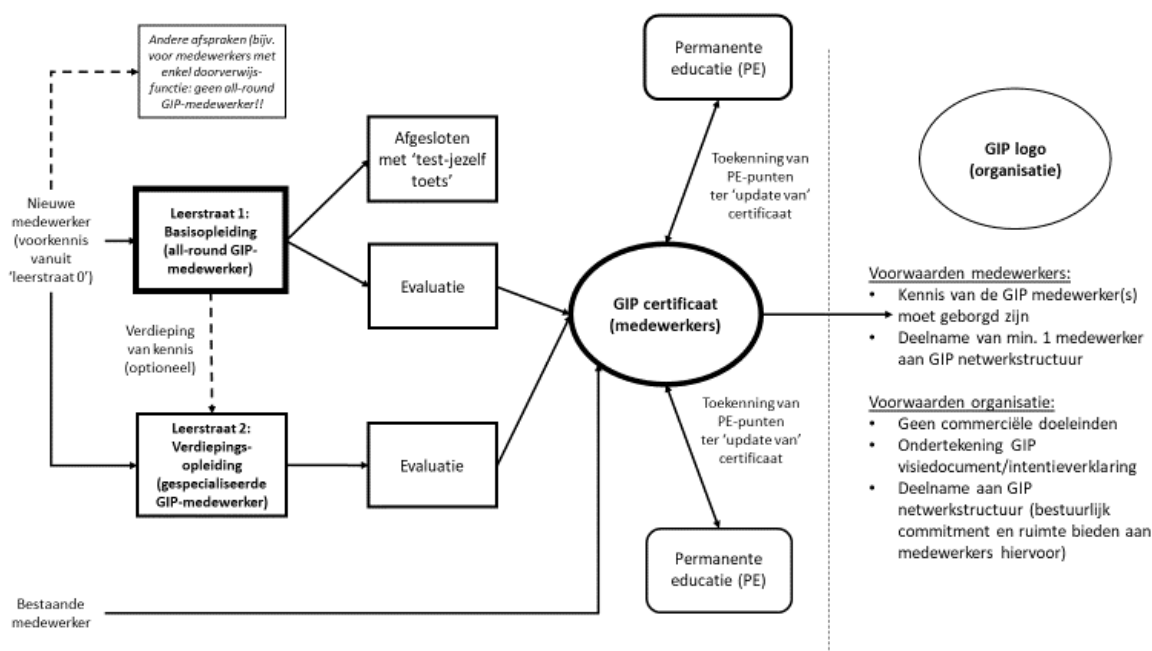 Andere afspraken (bijv.
voor medewerkers met
enkel doorverwijs-
functie: geen all-round
GIP-medewerker!!
Permanente
educatie (PE)
Afgesloten
met ‘test-jezelf
toets’
GIP logo
(organisatie)
Toekenning van
PE-punten
ter ‘update van’
certificaat
Nieuwe
medewerker
(voorkennis
vanuit
‘leerstraat 0’)
Leerstraat 1:
Basisopleiding
(all-round GIP-
medewerker)
Evaluatie
GIP certificaat
(medewerkers)
Voorwaarden medewerkers:
• Kennis van de GIP medewerker(s)
moet geborgd zijn
• Deelname van min. 1 medewerker
aan GIP netwerkstructuur
Verdieping
van kennis
(optioneel)
Toekenning van
PE-punten
ter ‘update van’
certificaat
Voorwaarden organisatie:
• Geen commerciële doeleinden
• Ondertekening GIP
visiedocument/intentieverklaring
• Deelname aan GIP
netwerkstructuur (bestuurlijk
commitment en ruimte bieden aan
medewerkers hiervoor)
Leerstraat 2:
Verdiepings-
opleiding
(gespecialiseerde
GIP-medewerker)
Evaluatie
Permanente
educatie (PE)
Bestaande
medewerker